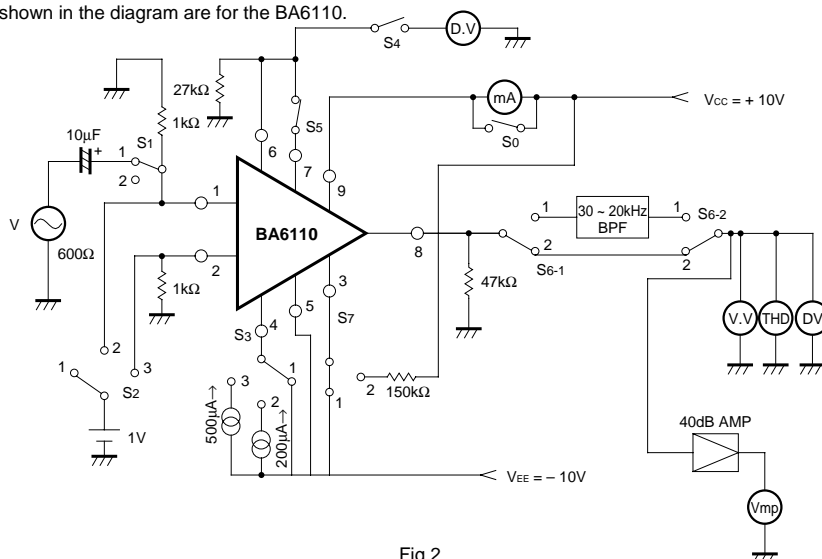 shown in the diagram are for the BA6110.
S4
D.V
27kΩ
1kΩ
10μF
+
S1
1
2
S5
mA
S0
VCC = + 10V
6
7
9
1
2
BA6110
V
600Ω
1kΩ
8
1
2
S6-1
30 ~ 20kHz
BPF
1
2
S6-2
47kΩ
V.V
THD
DV
S3
4
5
3
S7
1
2
3
S2
1V
1
3
2
500μA→
200μA→
1
2
150kΩ
VEE = – 10V
40dB AMP
Vmp
Fig.2